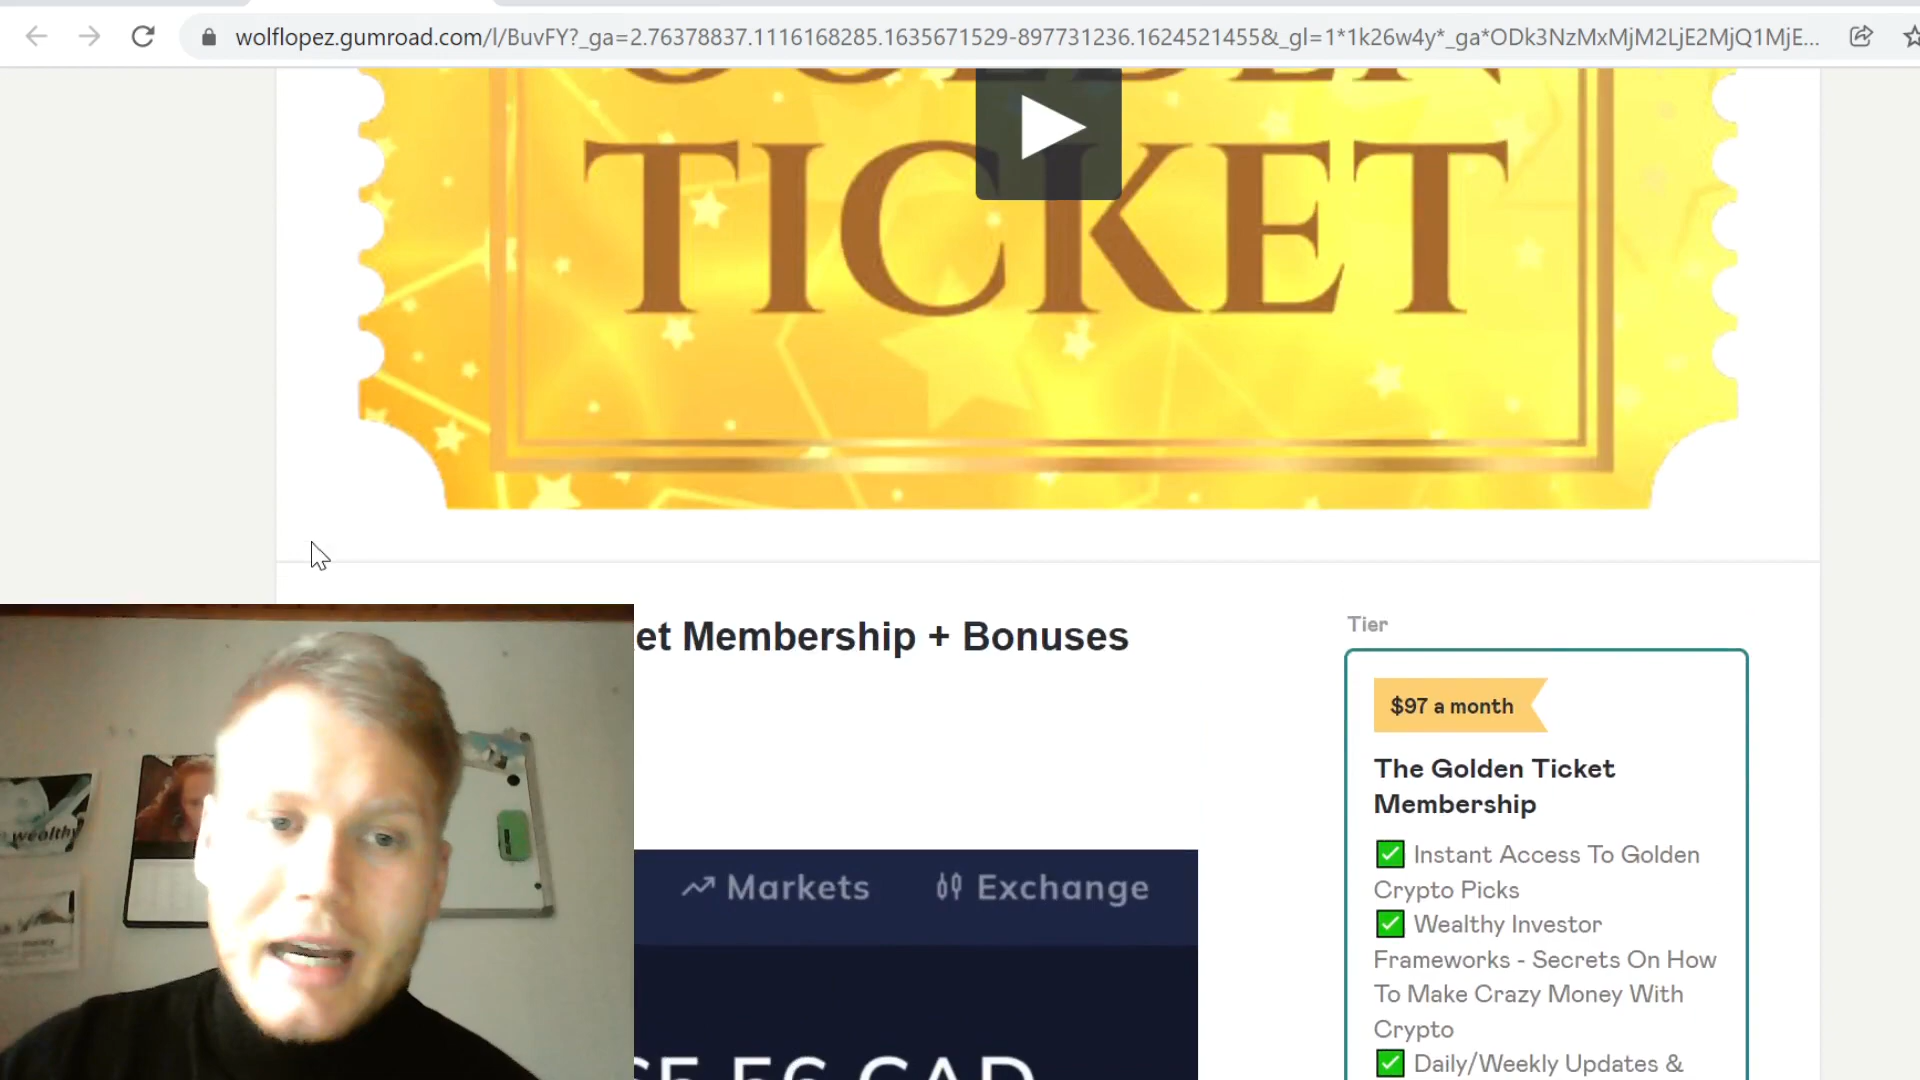 wolflopez.gumroad.com/l/BuvFY?_ga=2.76378837.1116168285.1635671529-897731236.1624521455&_gl=1*1k26w4y*_ga*ODk3NzMxMjM2LjE2MjQ1MjE...
GOLDEN
TICKET
et Membership + Bonuses
Tier
$97 a month
The Golden Ticket
Membership
✅ Instant Access To Golden
Crypto Picks
✅ Wealthy Investor
Frameworks - Secrets On How
To Make Crazy Money With
Crypto
✅ Daily/Weekly Updates &
Markets Exchange
wealthy